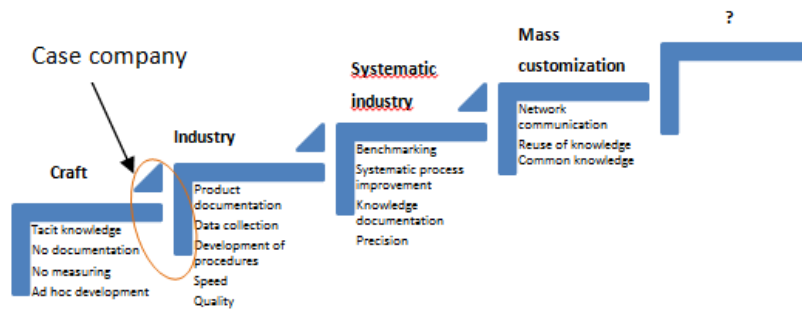 Case company
Craft
Tacit knowledge
No documentation
No measuring
Ad hoc development
Industry
Product
documentation
Data collection
Development of
procedures
Speed
Quality
Systematic
industry
Benchmarking
Systematic process
improvement
Knowledge
documentation
Precision
Mass
customization
Network
communication
Reuse of knowledge
Common knowledge
?